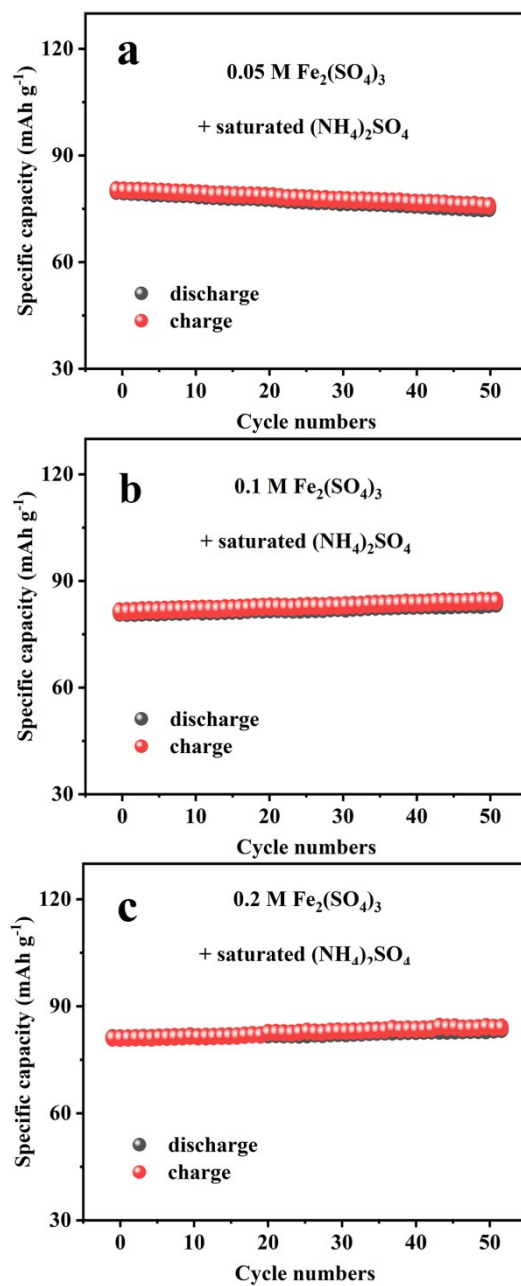 a
0.05 M Fe₂(SO₄)₃
+ saturated (NH₄)₂SO₄
Specific capacity (mAh g⁻¹)
120
90
60
30
discharge
charge
0 10 20 30 40 50
Cycle numbers
b
0.1 M Fe₂(SO₄)₃
+ saturated (NH₄)₂SO₄
Specific capacity (mAh g⁻¹)
120
90
60
30
discharge
charge
0 10 20 30 40 50
Cycle numbers
c
0.2 M Fe₂(SO₄)₃
+ saturated (NH₄)₂SO₄
Specific capacity (mAh g⁻¹)
120
90
60
30
discharge
charge
0 10 20 30 40 50
Cycle numbers